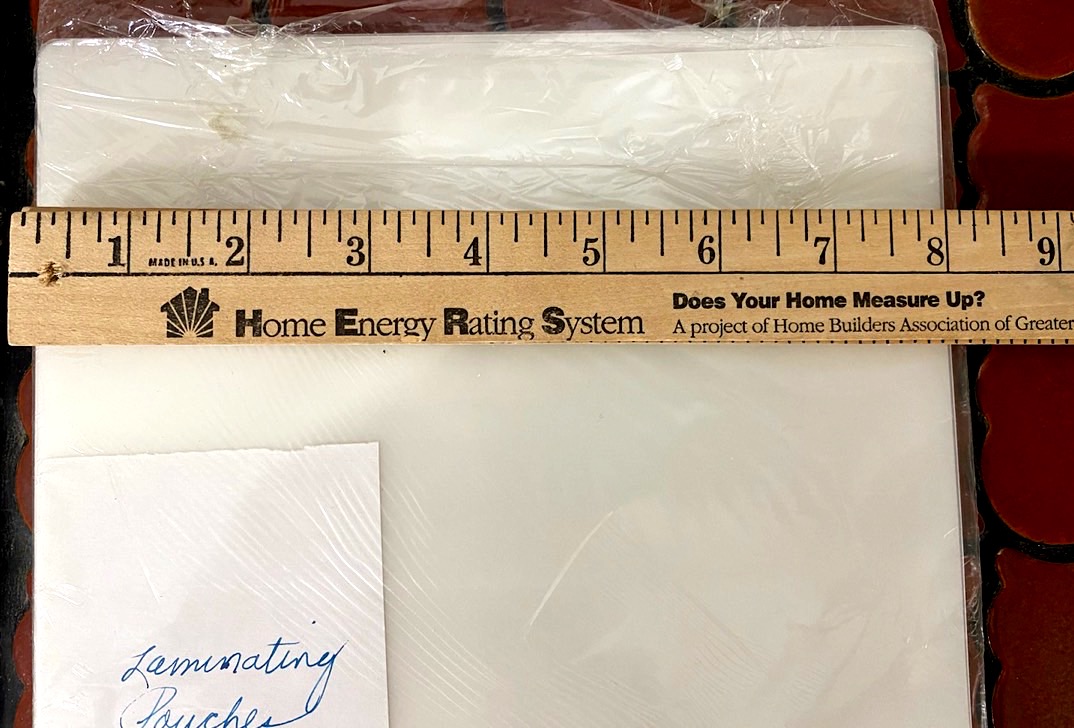 1 2 3 4 5 6 7 8 9
MADE IN U.S.A.
Does Your Home Measure Up?
Home Energy Rating System
A project of Home Builders Association of Greater
Laminating
Pouches